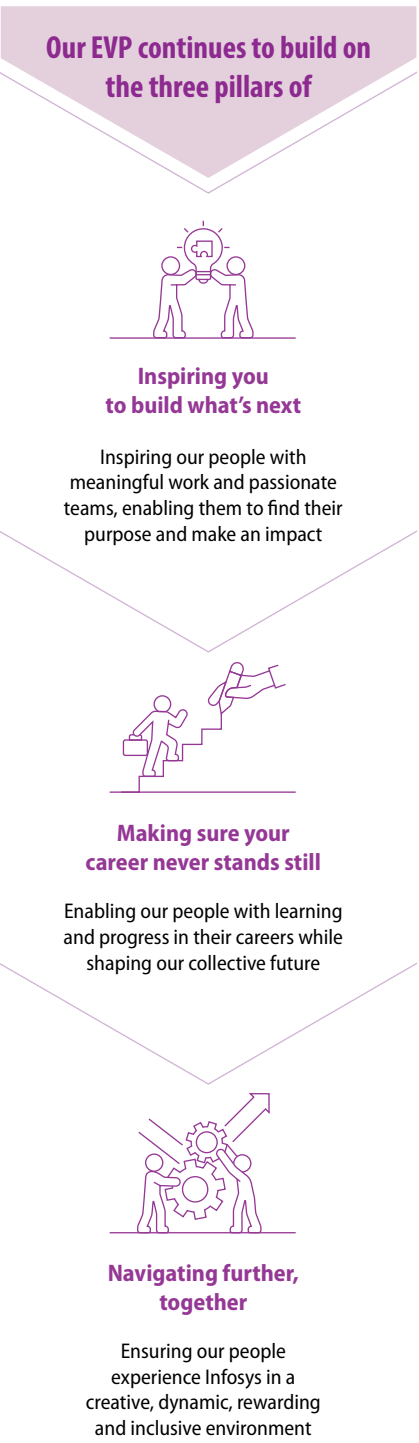 Our EVP continues to build on
the three pillars of
Inspiring you
to build what’s next
Inspiring our people with
meaningful work and passionate
teams, enabling them to find their
purpose and make an impact
Making sure your
career never stands still
Enabling our people with learning
and progress in their careers while
shaping our collective future
Navigating further,
together
Ensuring our people
experience Infosys in a
creative, dynamic, rewarding
and inclusive environment